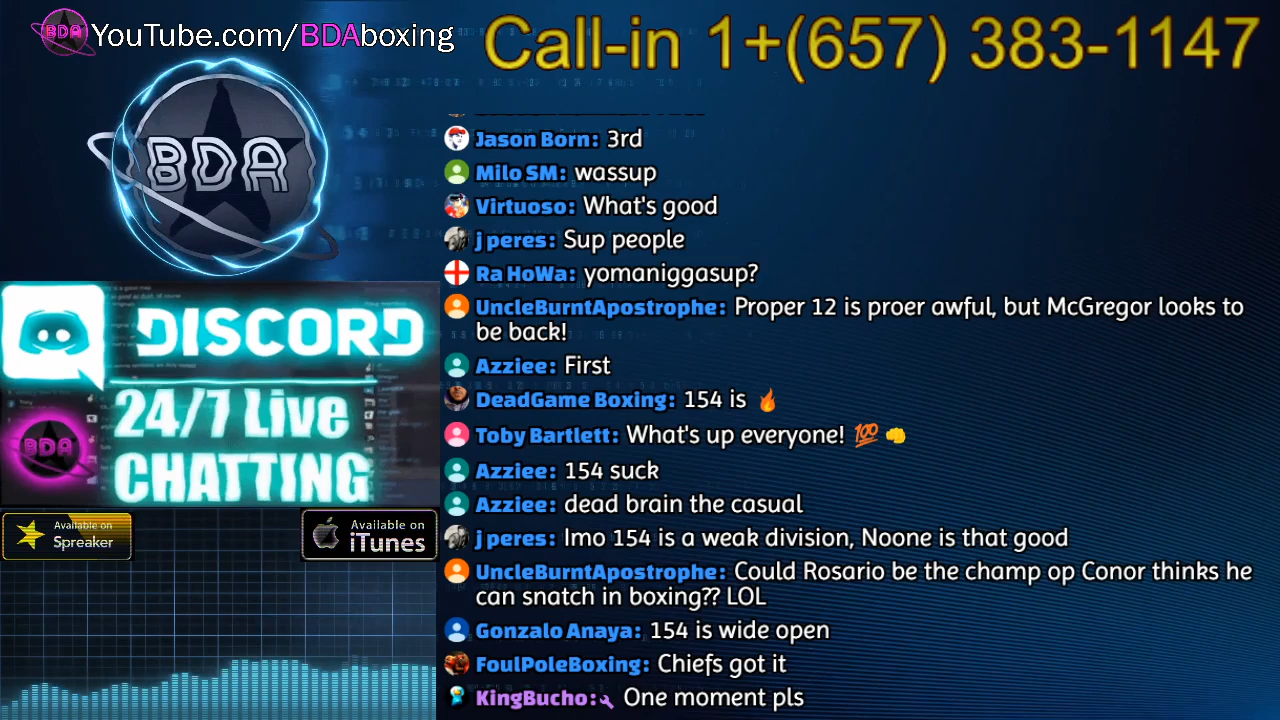 YouTube.com/BDAboxing
Call-in 1+(657) 383-1147
BDA
Jason Born: 3rd
Milo SM: wassup
Virtuoso: What's good
j peres: Sup people
Ra HoWa: yomaniggasup?
UncleBurntApostrophe: Proper 12 is proer awful, but McGregor looks to
be back!
Azziee: First
DeadGame Boxing: 154 is 🔥
Toby Bartlett: What's up everyone! 💯 👊
Azziee: 154 suck
Azziee: dead brain the casual
j peres: Imo 154 is a weak division, Noone is that good
UncleBurntApostrophe: Could Rosario be the champ op Conor thinks he
can snatch in boxing?? LOL
Gonzalo Anaya: 154 is wide open
FoulPoleBoxing: Chiefs got it
KingBucho: One moment pls
DISCORD
24/7 Live
CHATTING
BDA
Available on
Spreaker
Available on
iTunes